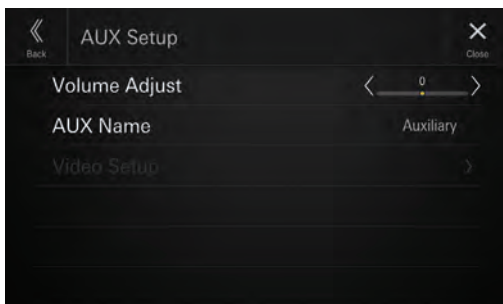 Back
AUX Setup
Close
Volume Adjust
0
AUX Name
Auxiliary
Video Setup